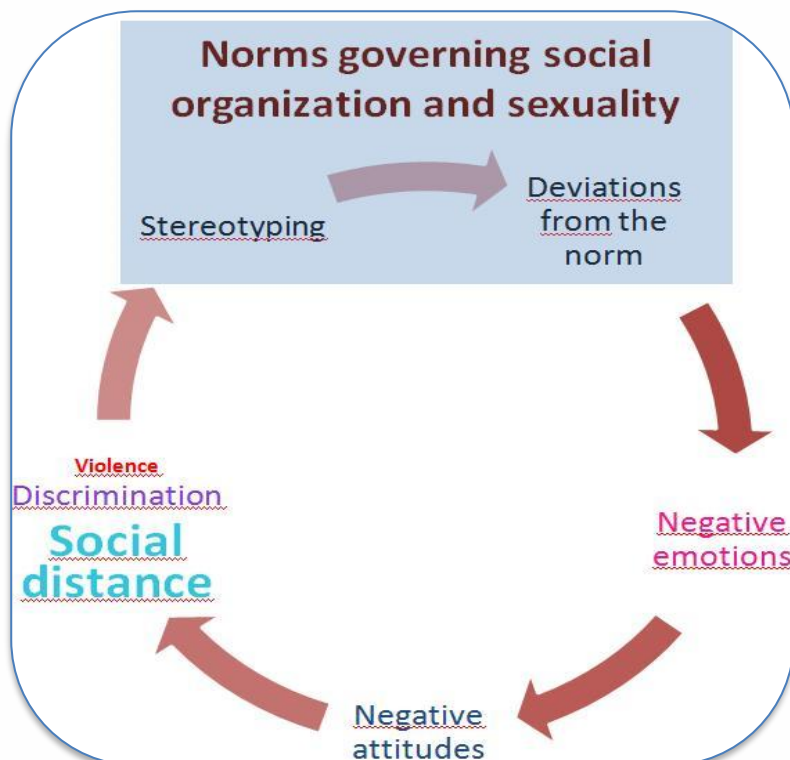 Norms governing social
organization and sexuality
Stereotyping
Deviations
from the
norm
Negative
emotions
Negative
attitudes
Violence
Discrimination
Social
distance